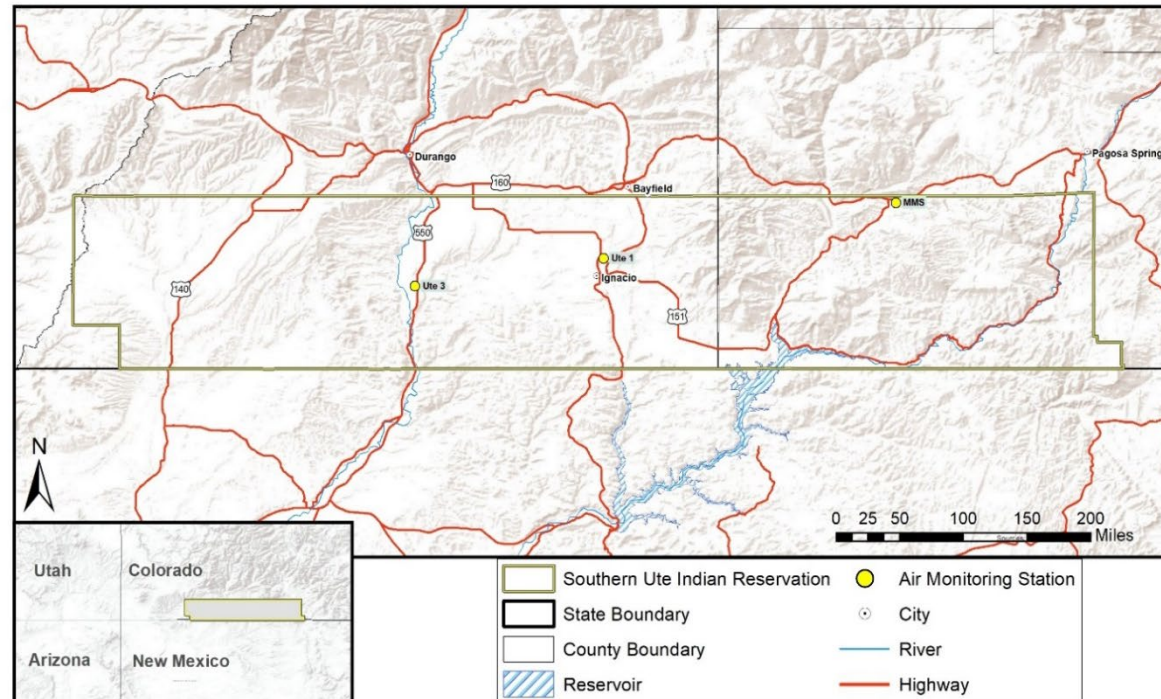 Durango
Pagosa Spring
160
Bayfield
MMS
550
Ute 1
Ignacio
Ute 3
140
151
N
0 25 50 100 150 200
Miles
Utah
Colorado
Arizona
New Mexico
Southern Ute Indian Reservation
State Boundary
County Boundary
Reservoir
Air Monitoring Station
City
River
Highway